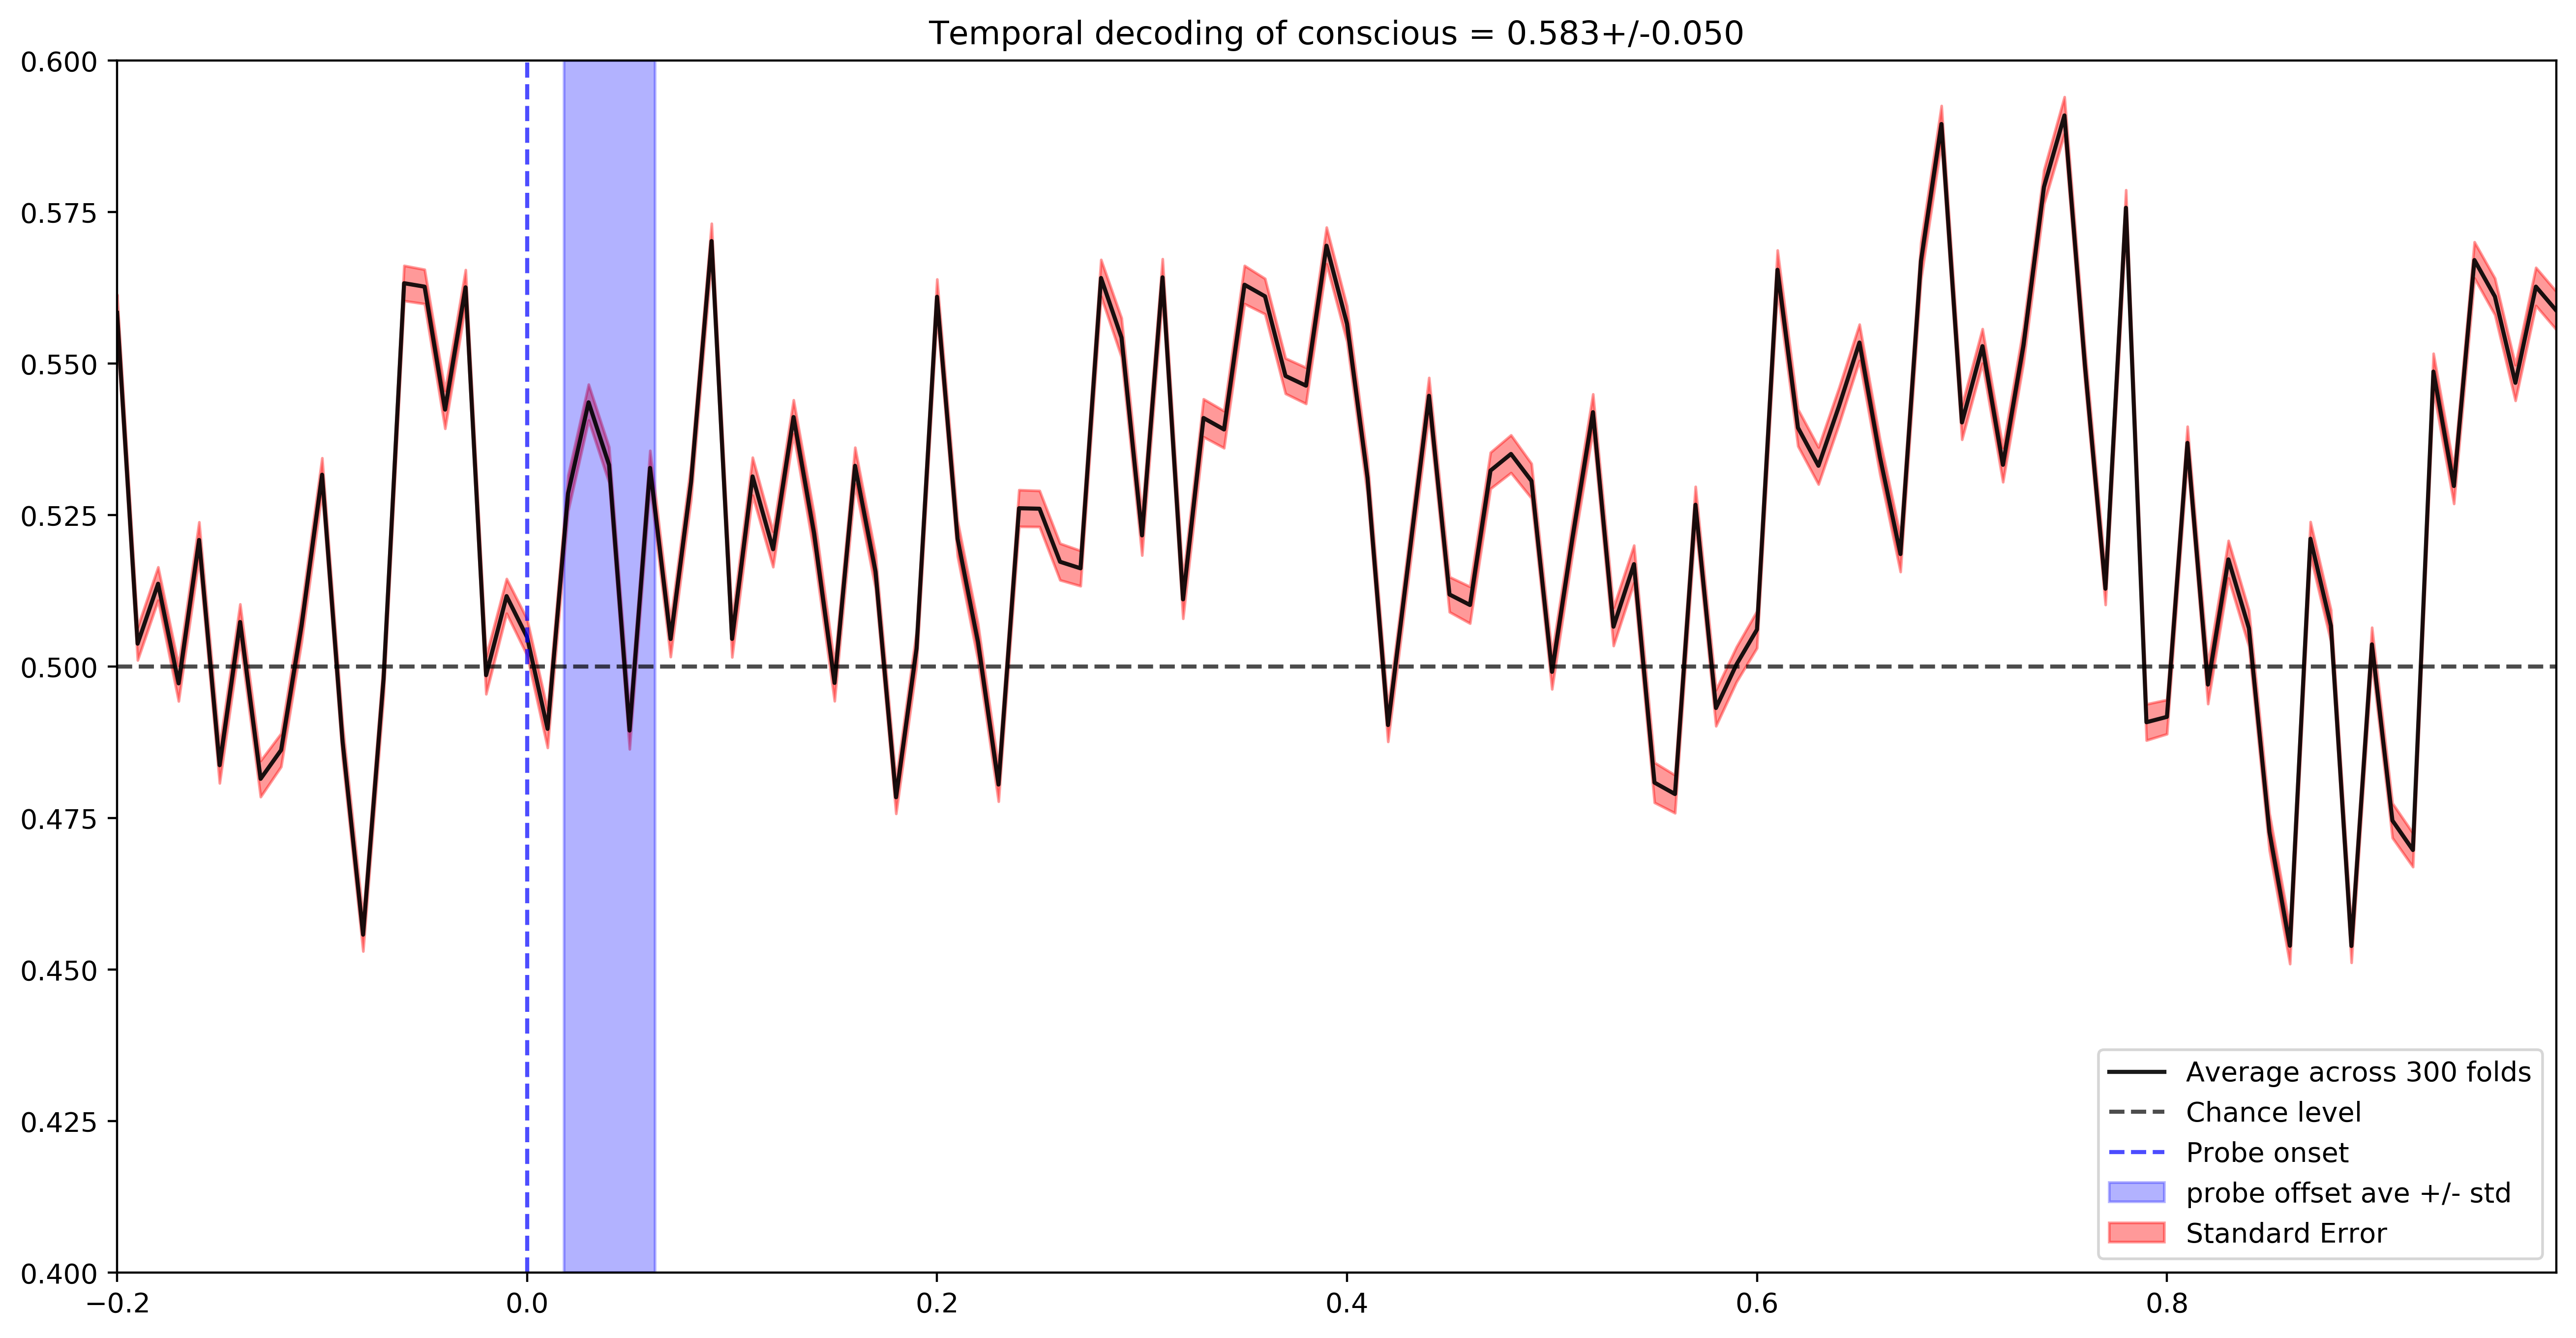 Temporal decoding of conscious = 0.583+/-0.050
0.600
0.575
0.550
0.525
0.500
0.475
0.450
0.425
0.400
−0.2
0.0
0.2
0.4
0.6
0.8
Average across 300 folds
Chance level
Probe onset
probe offset ave +/- std
Standard Error